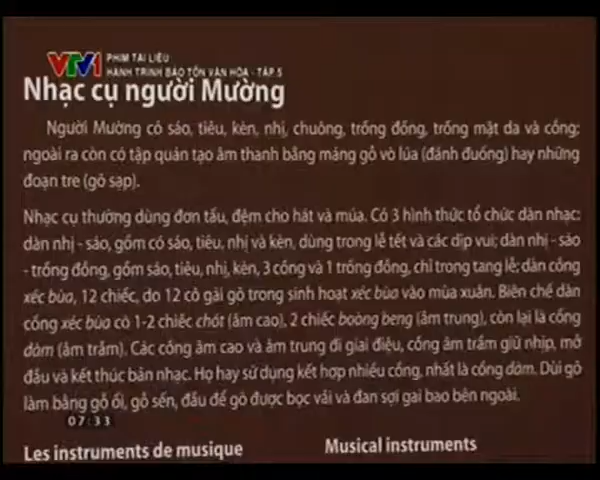 VTV1 PHIM TÀI LIỆU
HÀNH TRÌNH BẢO TỒN VĂN HÓA - TẬP 5
Nhạc cụ người Mường
Người Mường có sáo, tiêu, kèn, nhị, chuông, trống đồng, trống mặt da và cồng;
ngoài ra còn có tập quán tạo âm thanh bằng máng gỗ vò lúa (đánh đuống) hay những
đoạn tre (gõ sạp).
Nhạc cụ thường dùng đơn tấu, đệm cho hát và múa. Có 3 hình thức tổ chức dàn nhạc:
dàn nhị - sáo, gồm có sáo, tiêu, nhị và kèn, dùng trong lễ tết và các dịp vui; dàn nhị - sáo
- trống đồng, gồm sáo, tiêu, nhị, kèn, 3 cồng và 1 trống đồng, chỉ trong tang lễ; dàn cồng
xéc bùa, 12 chiếc, do 12 cô gái gõ trong sinh hoạt xéc bùa vào mùa xuân. Biên chế dàn
cồng xéc bùa có 1-2 chiếc chót (âm cao), 2 chiếc boòng beng (âm trung), còn lại là cồng
dàm (âm trầm). Các cồng âm cao và âm trung đi giai điệu, cồng âm trầm giữ nhịp, mở
đầu và kết thúc bản nhạc. Họ hay sử dụng kết hợp nhiều cồng, nhất là cồng dàm. Dùi gõ
làm bằng gỗ ổi, gỗ sến, đầu để gõ được bọc vải và đan sợi gai bao bên ngoài.
07:33
Les instruments de musique
Musical instruments